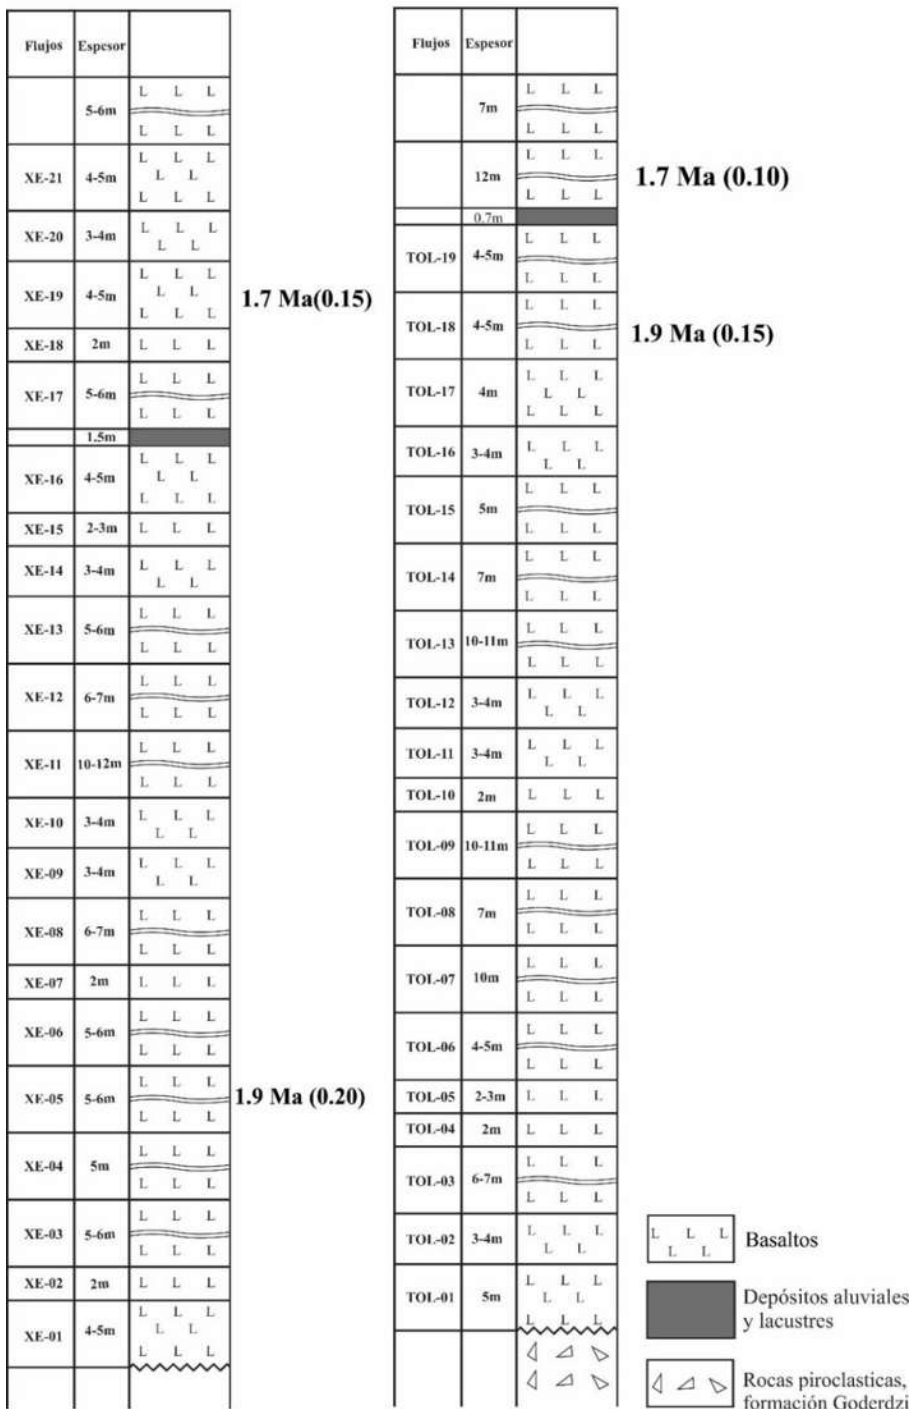 Flujos Espesor
5-6m
XE-21 4-5m
XE-20 3-4m
XE-19 4-5m
1.7 Ma(0.15)
XE-18 2m
XE-17 5-6m
1.5m
XE-16 4-5m
XE-15 2-3m
XE-14 3-4m
XE-13 5-6m
XE-12 6-7m
XE-11 10-12m
XE-10 3-4m
XE-09 3-4m
XE-08 6-7m
XE-07 2m
XE-06 5-6m
XE-05 5-6m
1.9 Ma (0.20)
XE-04 5m
XE-03 5-6m
XE-02 2m
XE-01 4-5m
Flujos Espesor
7m
12m
1.7 Ma (0.10)
0.7m
TOL-19 4-5m
TOL-18 4-5m
1.9 Ma (0.15)
TOL-17 4m
TOL-16 3-4m
TOL-15 5m
TOL-14 7m
TOL-13 10-11m
TOL-12 3-4m
TOL-11 3-4m
TOL-10 2m
TOL-09 10-11m
TOL-08 7m
TOL-07 10m
TOL-06 4-5m
TOL-05 2-3m
TOL-04 2m
TOL-03 6-7m
TOL-02 3-4m
TOL-01 5m
Basaltos
Depósitos aluviales
y lacustres
Rocas piroclasticas,
formación Goderdzi